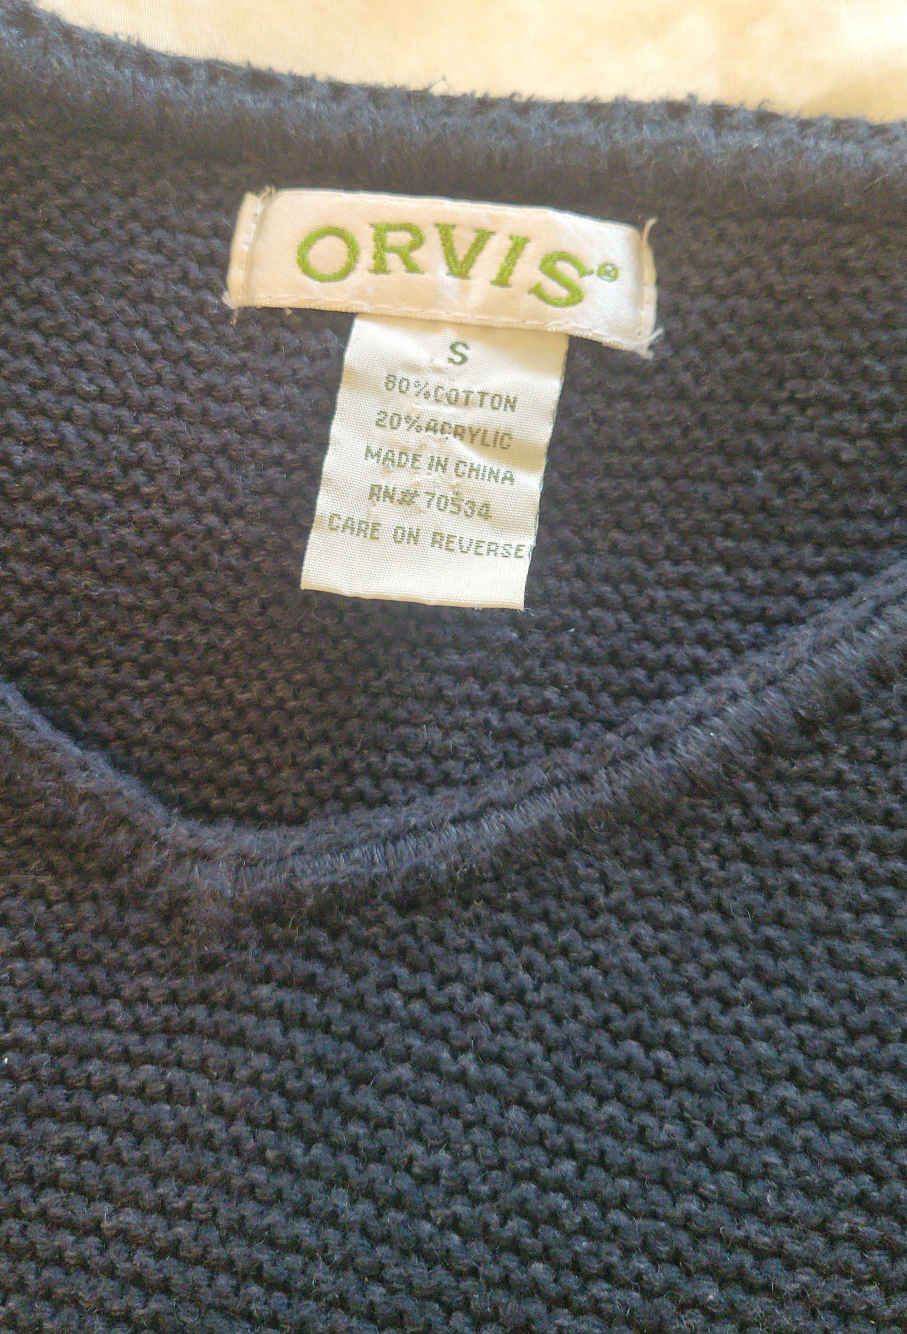 ORVIS®
S
80%COTTON
20%ACRYLIC
MADE IN CHINA
RN# 70534
CARE ON REVERSE